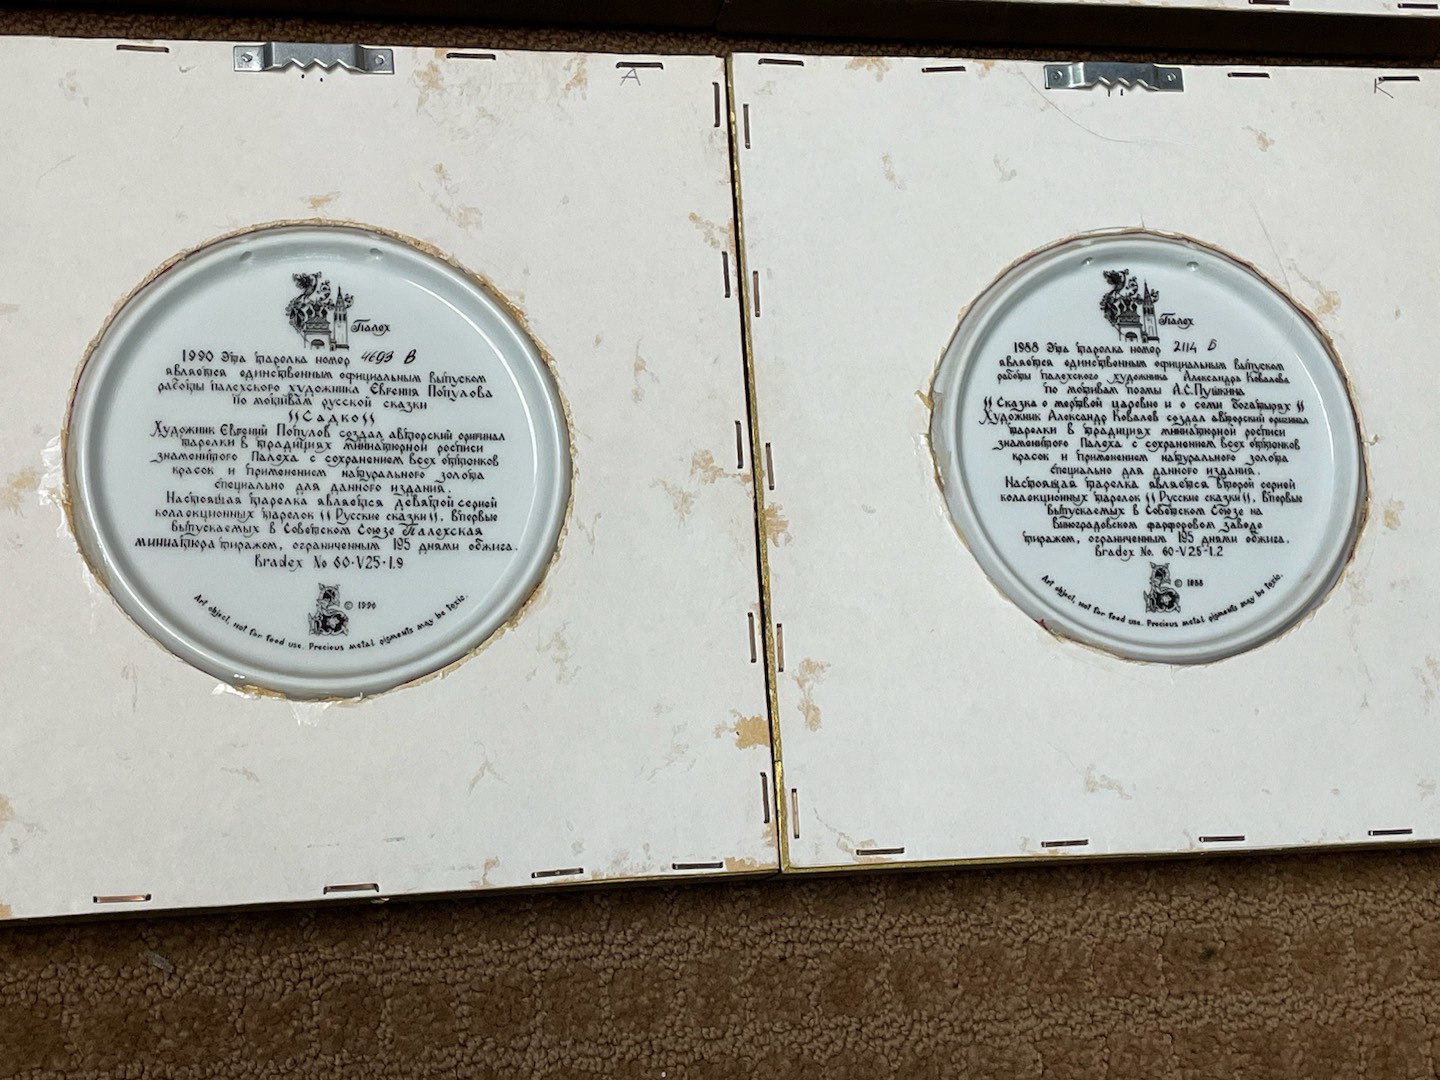 A
K
Палех
1990 Эта тарелка номер 4693 В
является единственным официальным выпуском
работы палехского художника Евгения Популова
по мотивам русской сказки
"Садко"
Художник Евгений Популов создал авторский оригинал
тарелки в традициях миниатюрной росписи
знаменитого Палеха с сохранением всех оттенков
красок и применением натурального золота
специально для данного издания.
Настоящая тарелка является девятой серией
коллекционных тарелок "Русские сказки", впервые
выпускаемых в Советском Союзе Палехская
миниатюра тиражом, ограниченным 195 днями обжига.
Bradex No 60-V25-1.9
© 1990
Art object, not for food use. Precious metal pigments may be toxic.
Палех
1988 Эта тарелка номер 2114 Б
является единственным официальным выпуском
работы палехского художника Александра Ковалева
по мотивам поэмы А.С.Пушкина
"Сказка о мертвой царевне и о семи богатырях"
Художник Александр Ковалев создал авторский оригинал
тарелки в традициях миниатюрной росписи
знаменитого Палеха с сохранением всех оттенков
красок и применением натурального золота
специально для данного издания.
Настоящая тарелка является второй серией
коллекционных тарелок "Русские сказки", впервые
выпускаемых в Советском Союзе на
Виноградовском фарфоровом заводе
тиражом, ограниченным 195 днями обжига.
Bradex No. 60-V25-1.2
© 1988
Art object, not for food use. Precious metal pigments may be toxic.